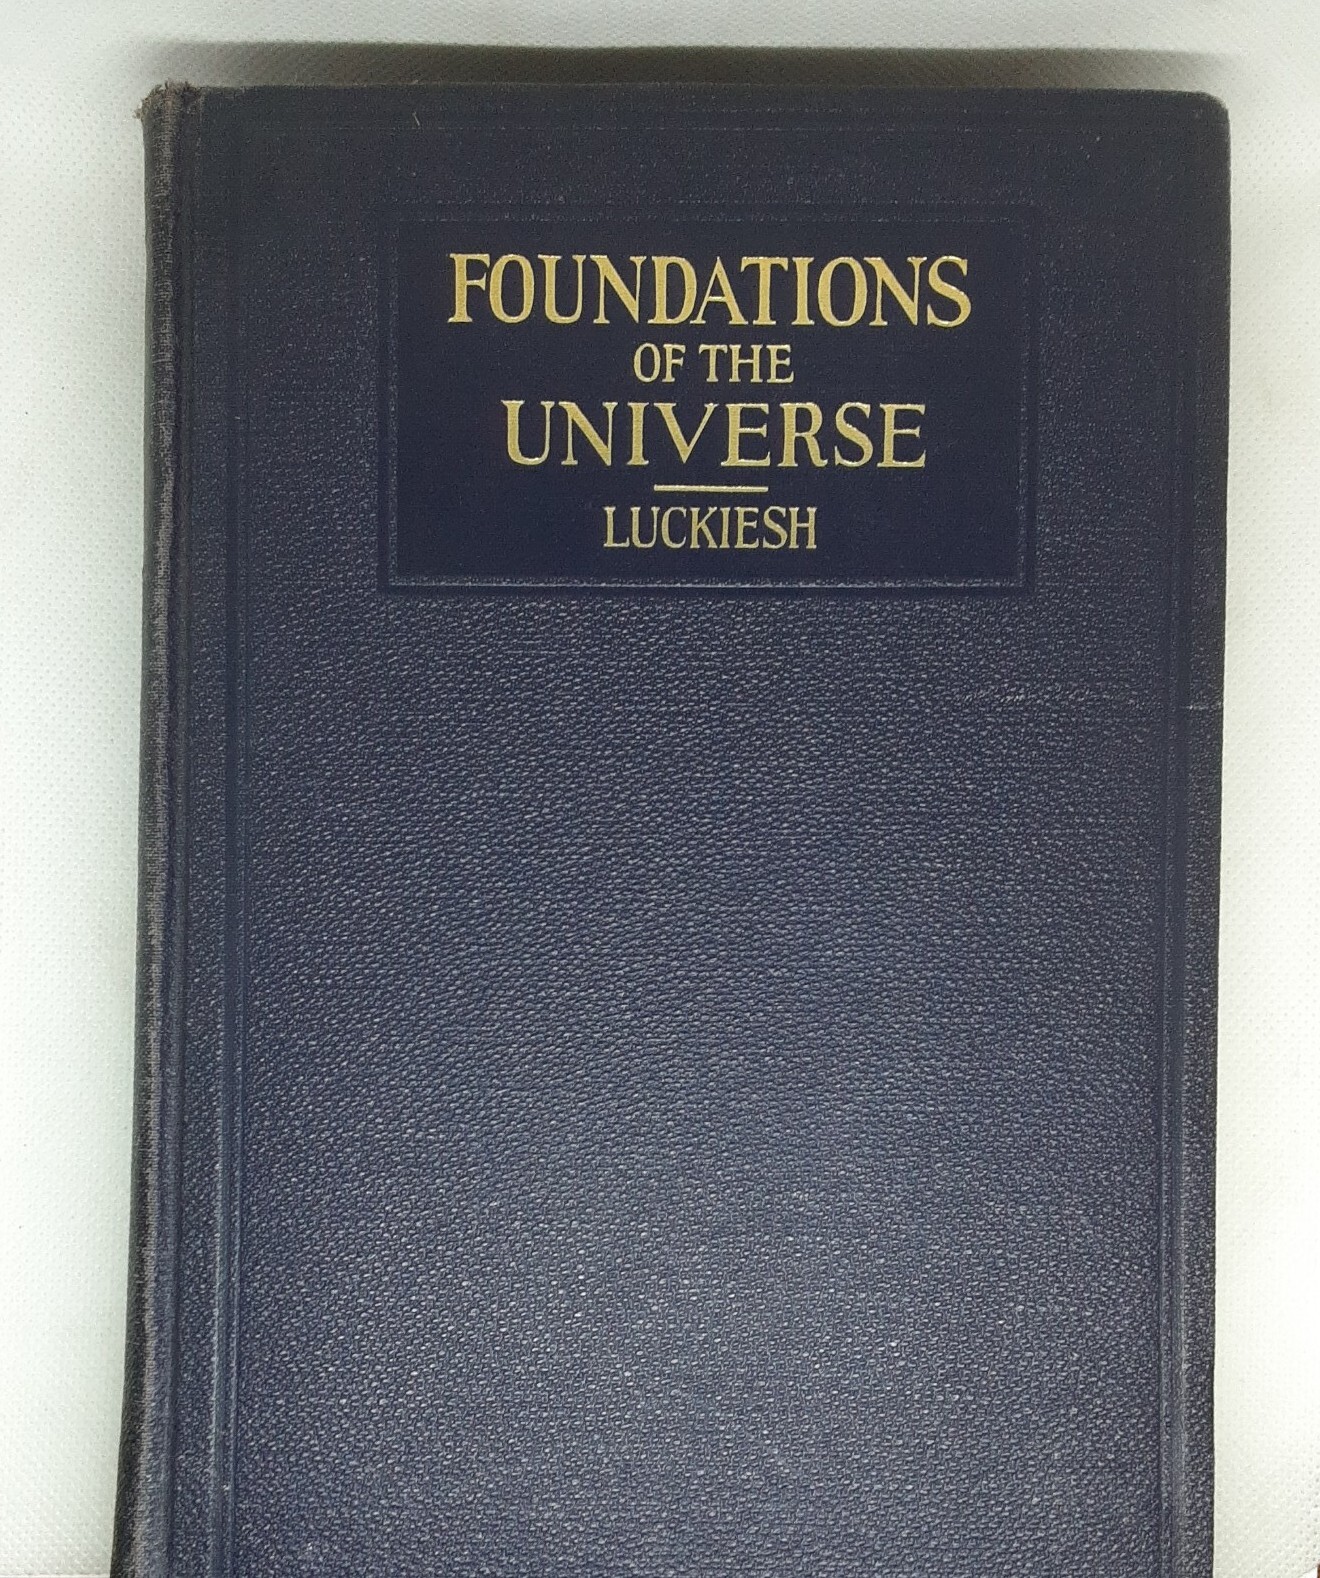 FOUNDATIONS
OF THE
UNIVERSE
LUCKIESH